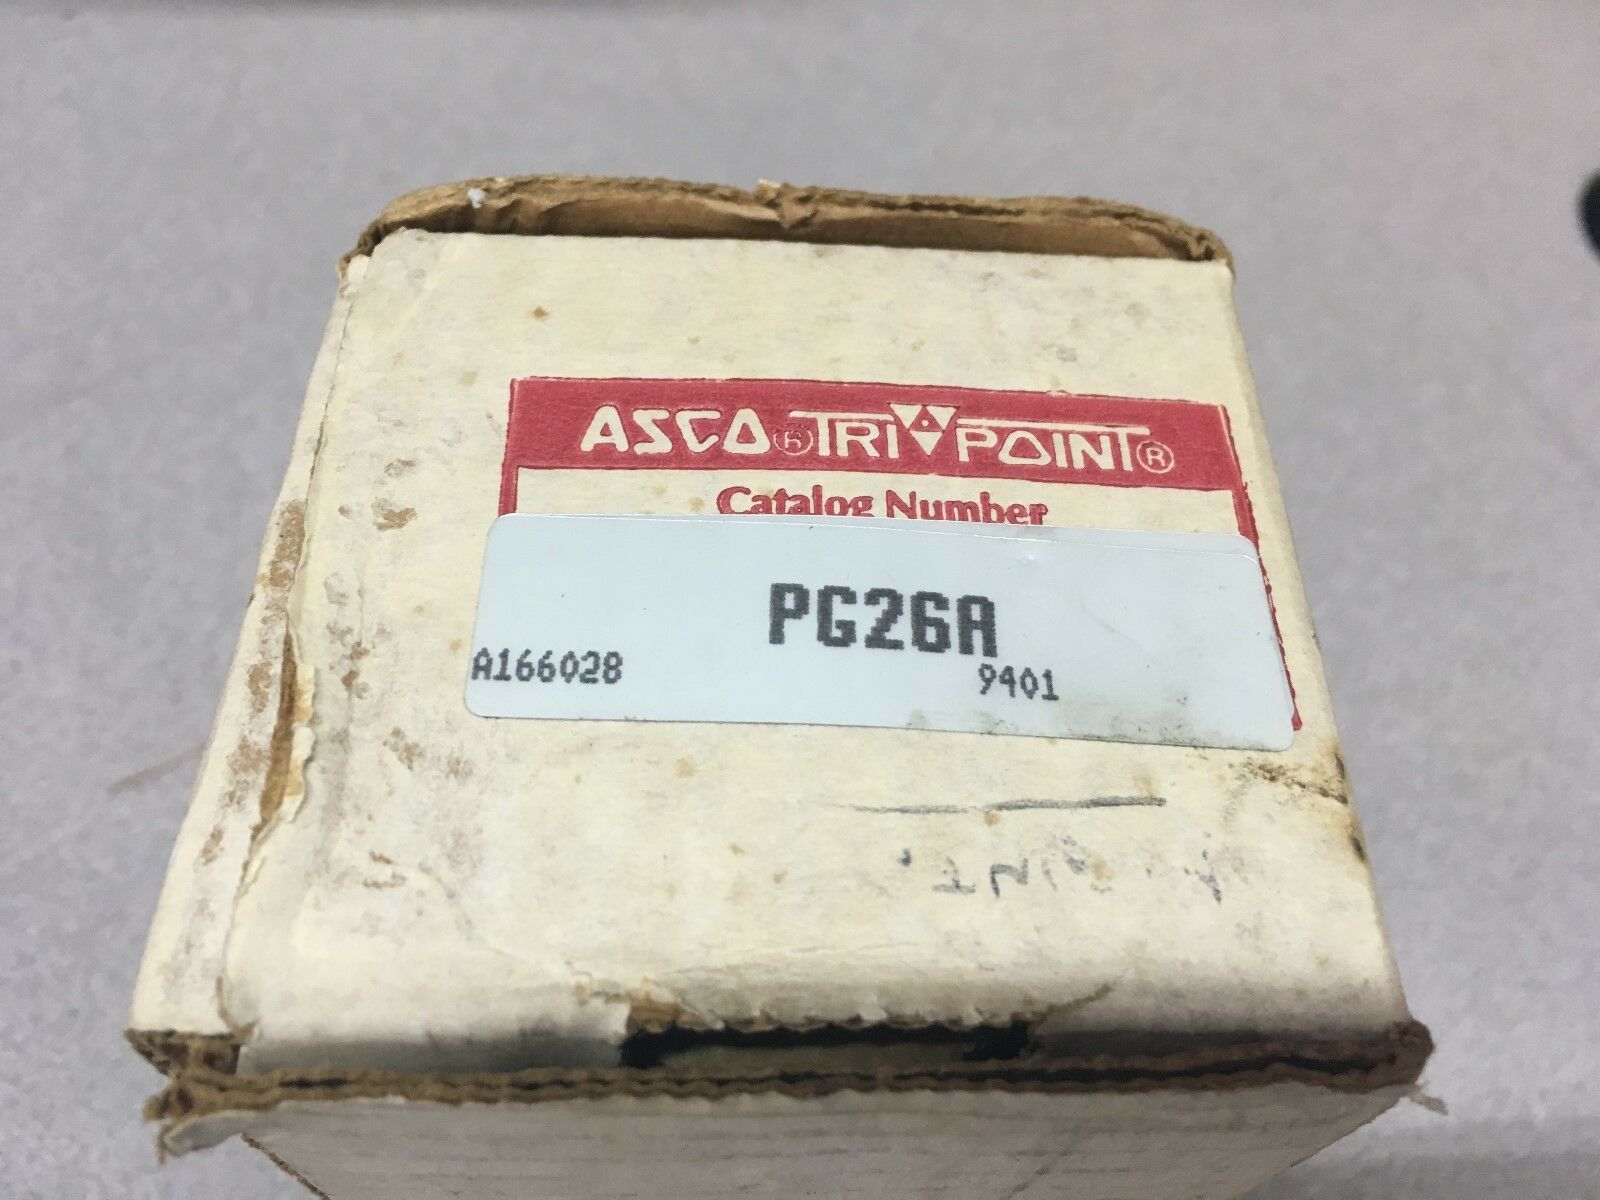 ASCO® TRI POINT®
Catalog Number
PG26A
A166028 9401